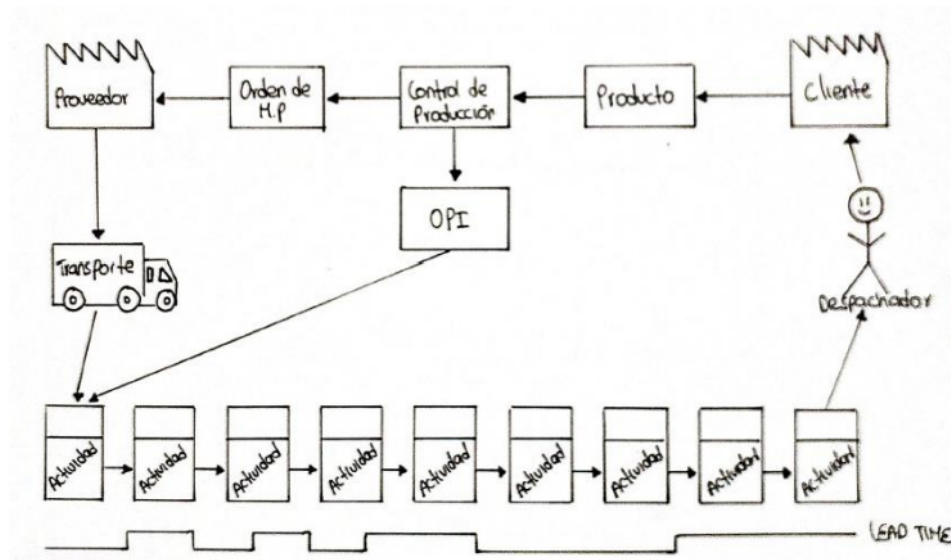 Proveedor
Orden de
M.P
Control de
Producción
Producto
Cliente
OPI
Transporte
Despachador
Actividad
Actividad
Actividad
Actividad
Actividad
Actividad
Actividad
Actividad
Actividad
LEAD TIME